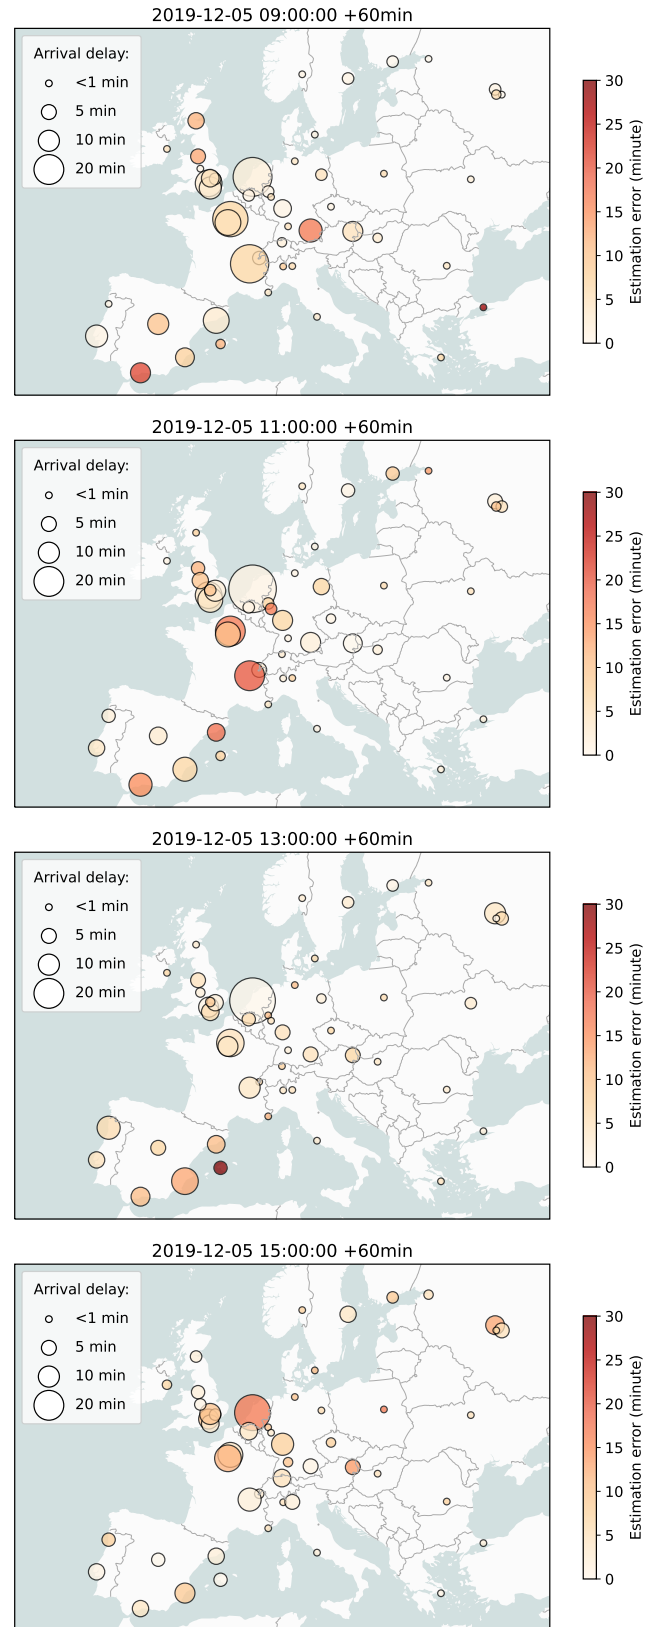 2019-12-05 09:00:00 +60min
Arrival delay:
<1 min
5 min
10 min
20 min
30
25
20
15
10
5
0
Estimation error (minute)
2019-12-05 11:00:00 +60min
Arrival delay:
<1 min
5 min
10 min
20 min
30
25
20
15
10
5
0
Estimation error (minute)
2019-12-05 13:00:00 +60min
Arrival delay:
<1 min
5 min
10 min
20 min
30
25
20
15
10
5
0
Estimation error (minute)
2019-12-05 15:00:00 +60min
Arrival delay:
<1 min
5 min
10 min
20 min
30
25
20
15
10
5
0
Estimation error (minute)